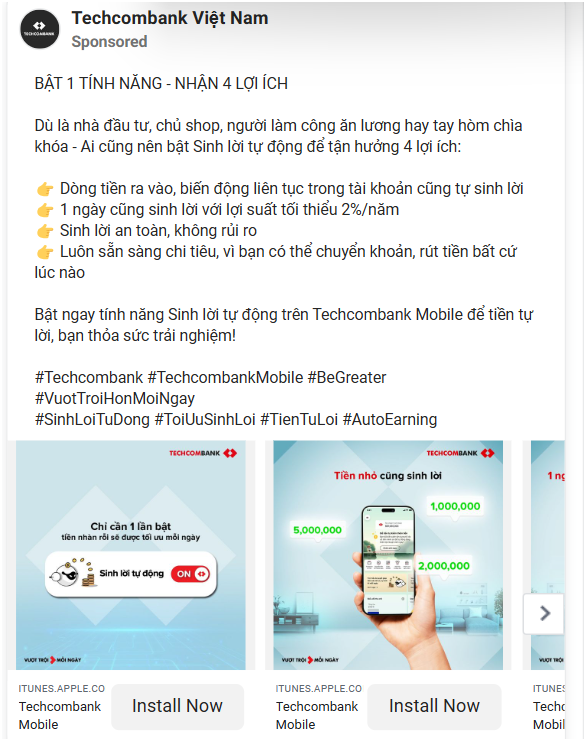 Techcombank Việt Nam
Sponsored
BẬT 1 TÍNH NĂNG - NHẬN 4 LỢI ÍCH
Dù là nhà đầu tư, chủ shop, người làm công ăn lương hay tay hòm chìa
khóa - Ai cũng nên bật Sinh lời tự động để tận hưởng 4 lợi ích:
👉 Dòng tiền ra vào, biến động liên tục trong tài khoản cũng tự sinh lời
👉 1 ngày cũng sinh lời với lợi suất tối thiểu 2%/năm
👉 Sinh lời an toàn, không rủi ro
👉 Luôn sẵn sàng chi tiêu, vì bạn có thể chuyển khoản, rút tiền bất cứ
lúc nào
Bật ngay tính năng Sinh lời tự động trên Techcombank Mobile để tiền tự
lời, bạn thỏa sức trải nghiệm!
#Techcombank #TechcombankMobile #BeGreater
#VuotTroiHonMoiNgay
#SinhLoiTuDong #ToiUuSinhLoi #TienTuLoi #AutoEarning
TECHCOMBANK
Chỉ cần 1 lần bật
tiền nhàn rỗi sẽ được tối ưu mỗi ngày
Sinh lời tự động ON
VƯỢT TRỘI MỖI NGÀY
ITUNES.APPLE.CO
Techcombank
Mobile
Install Now
TECHCOMBANK
Tiền nhỏ cũng sinh lời
1,000,000
5,000,000
2,000,000
VƯỢT TRỘI MỖI NGÀY
ITUNES.APPLE.CO
Techcombank
Mobile
Install Now
1 ng
VƯỢT TRỘI
ITUNES
Techcom
Mobile